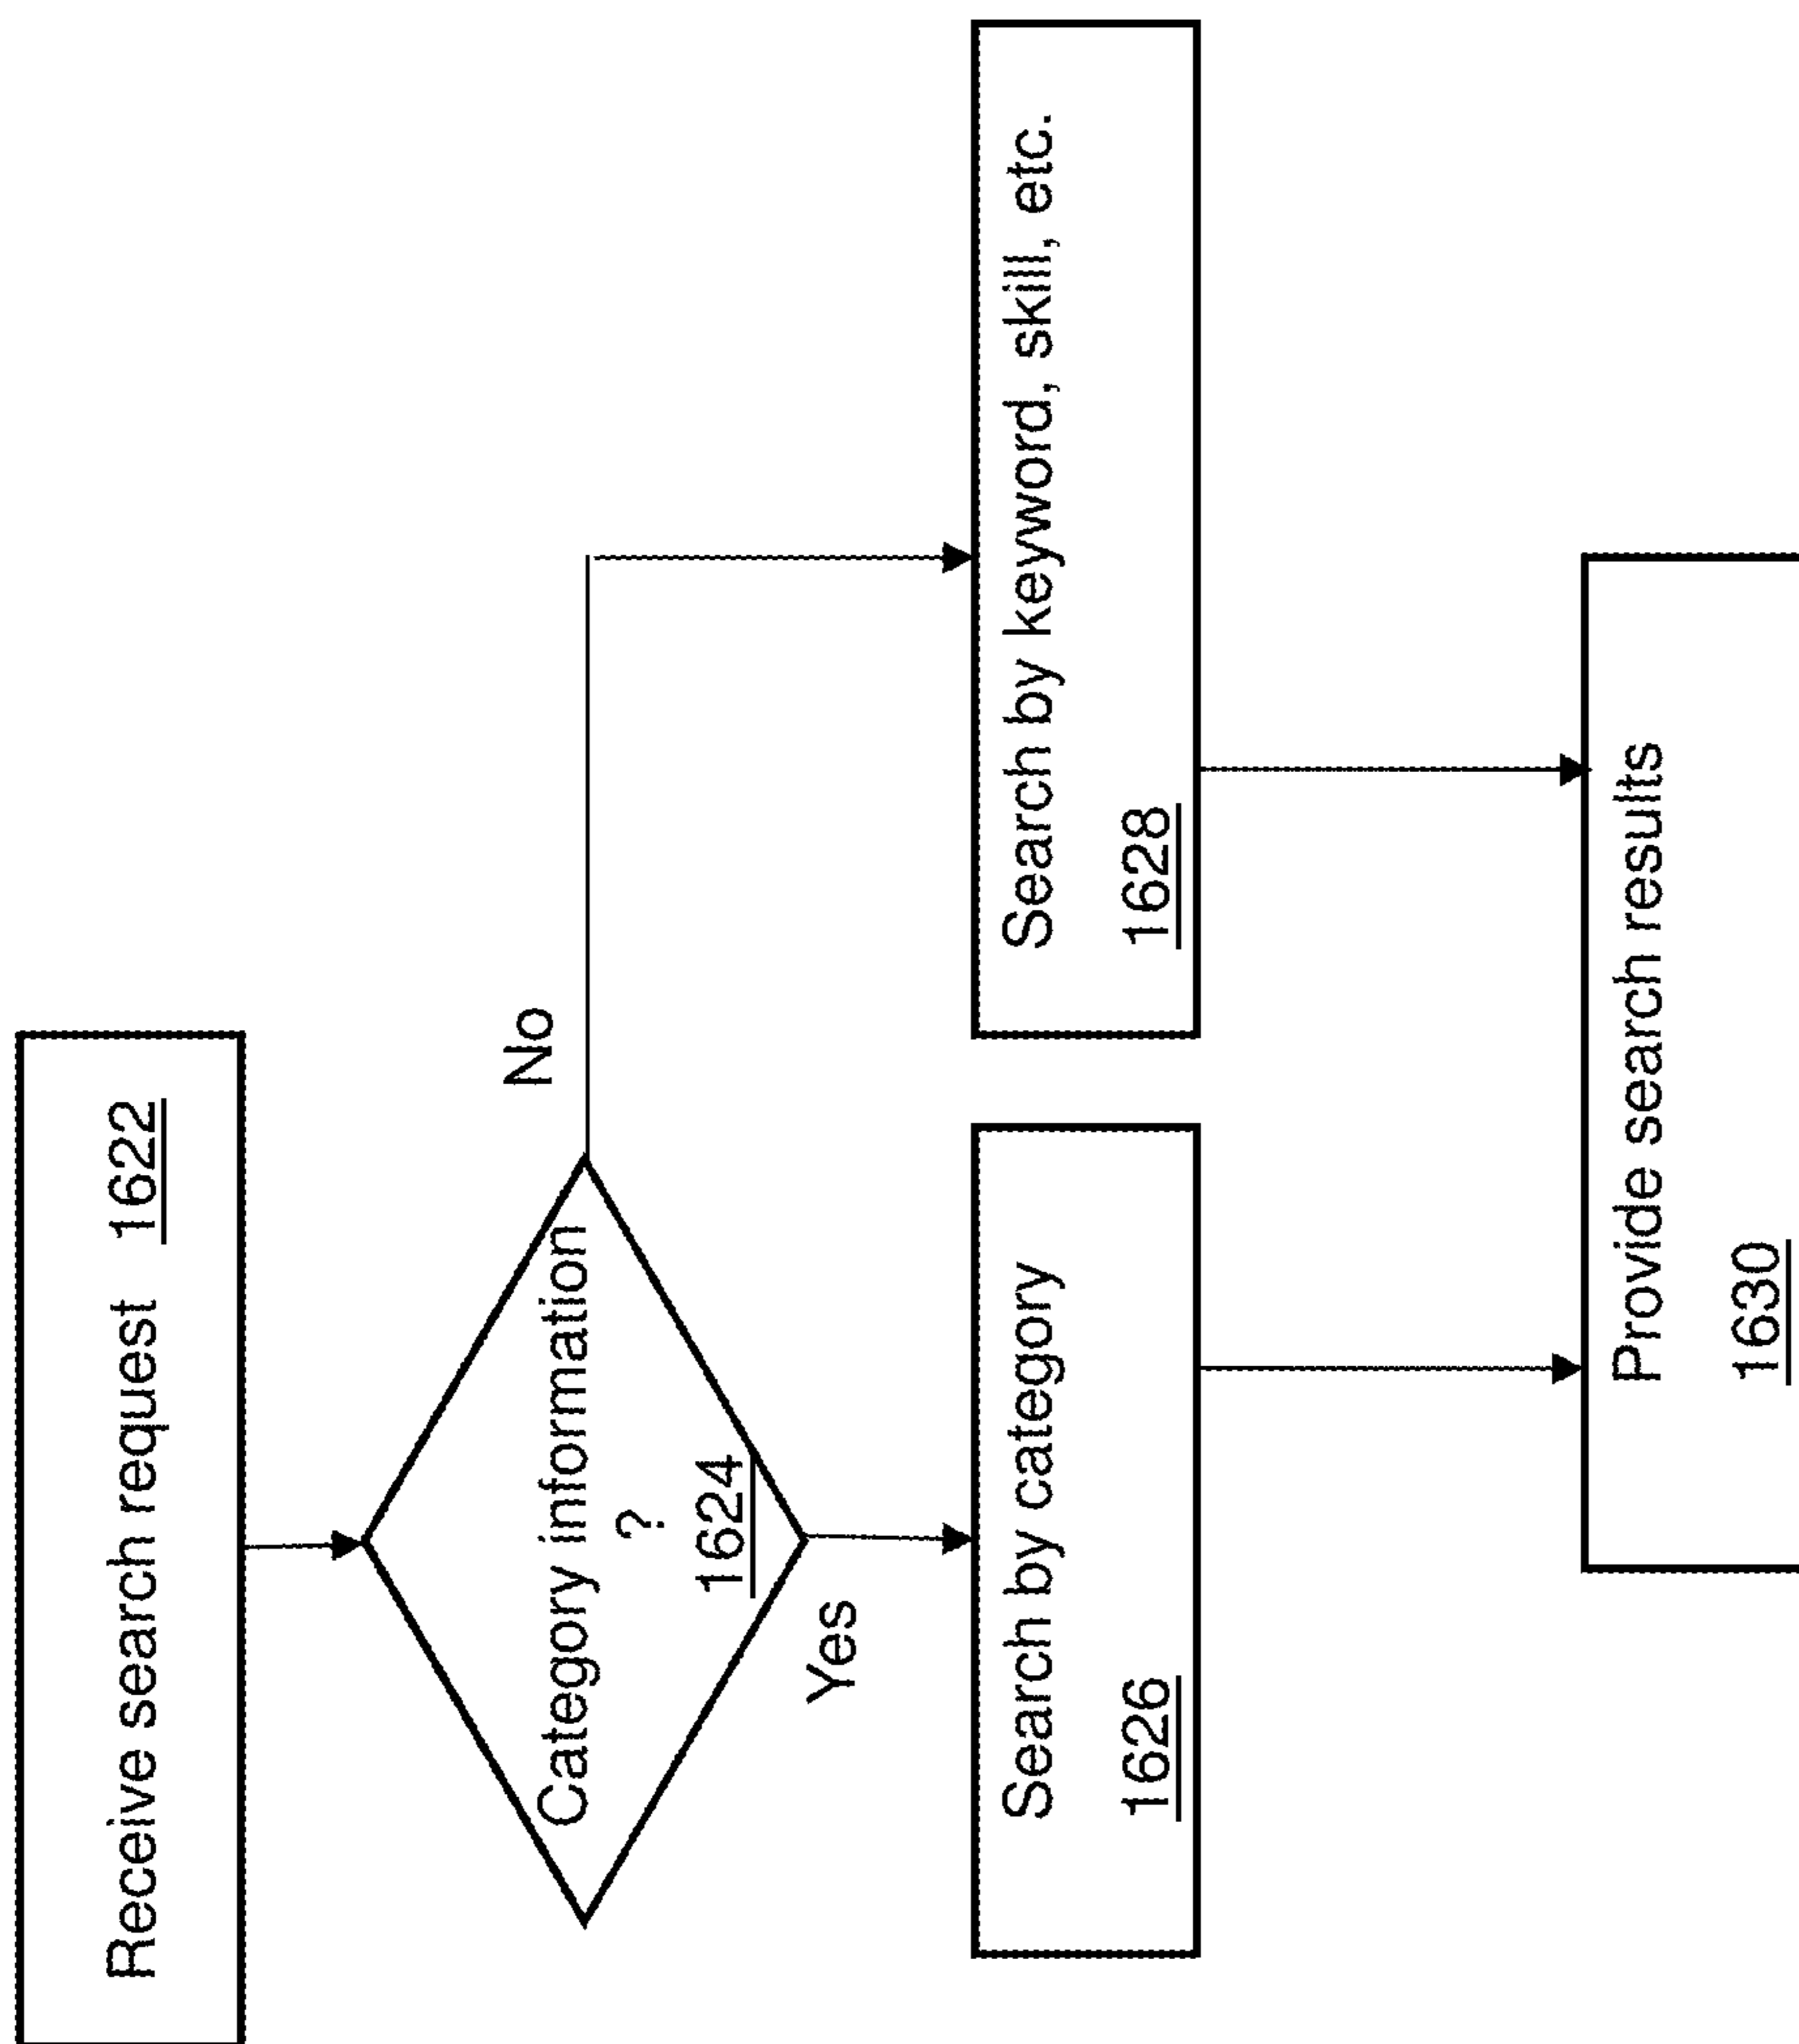 Receive search request 1622
Category information
?
1624
No
Yes
Search by category
1626
Search by keyword, skill, etc.
1628
Provide search results
1630